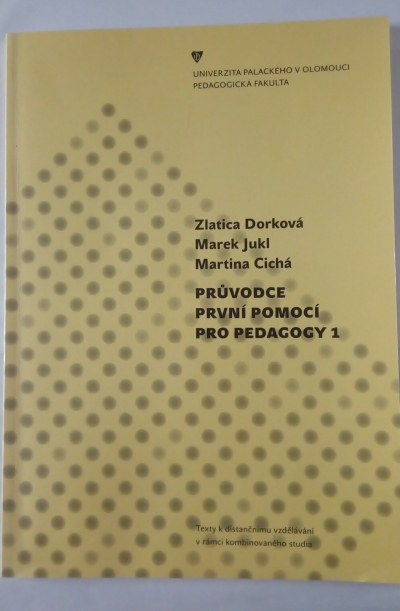 UNIVERZITA PALACKÉHO V OLOMOUCI
PEDAGOGICKÁ FAKULTA
Zlatica Dorková
Marek Jukl
Martina Cichá
PRŮVODCE
PRVNÍ POMOCÍ
PRO PEDAGOGY 1
Texty k distančnímu vzdělávání
v rámci kombinovaného studia